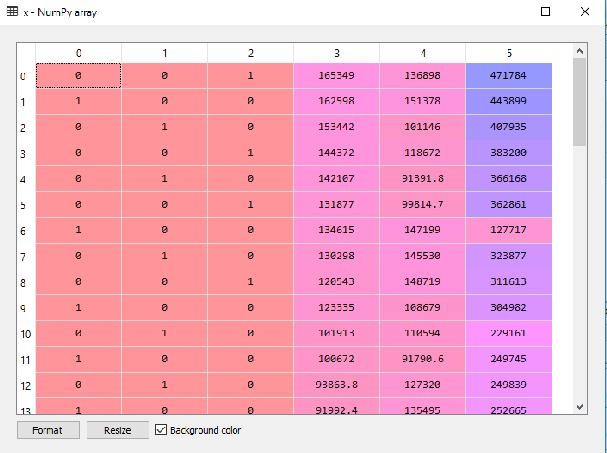 x - NumPy array
0 1 2 3 4 5
0 0 0 1 165349 136898 471784
1 1 0 0 162598 151378 443899
2 0 1 0 153442 101146 407935
3 0 0 1 144372 118672 383200
4 0 1 0 142107 91391.8 366168
5 0 0 1 131877 99814.7 362861
6 1 0 0 134615 147199 127717
7 0 1 0 130298 145530 323877
8 0 0 1 120543 148719 311613
9 1 0 0 123335 108679 304982
10 0 1 0 101913 110594 229161
11 1 0 0 100672 91790.6 249745
12 0 1 0 93863.8 127320 249839
13 1 0 0 91992.4 135495 252665
Format Resize Background color